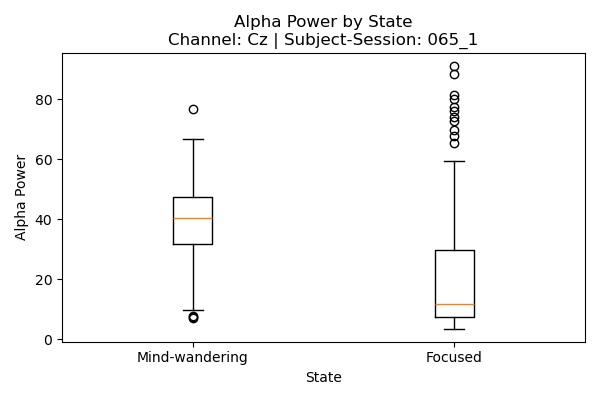 Alpha Power by State
Channel: Cz | Subject-Session: 065_1
Alpha Power
80
60
40
20
0
Mind-wandering
Focused
State